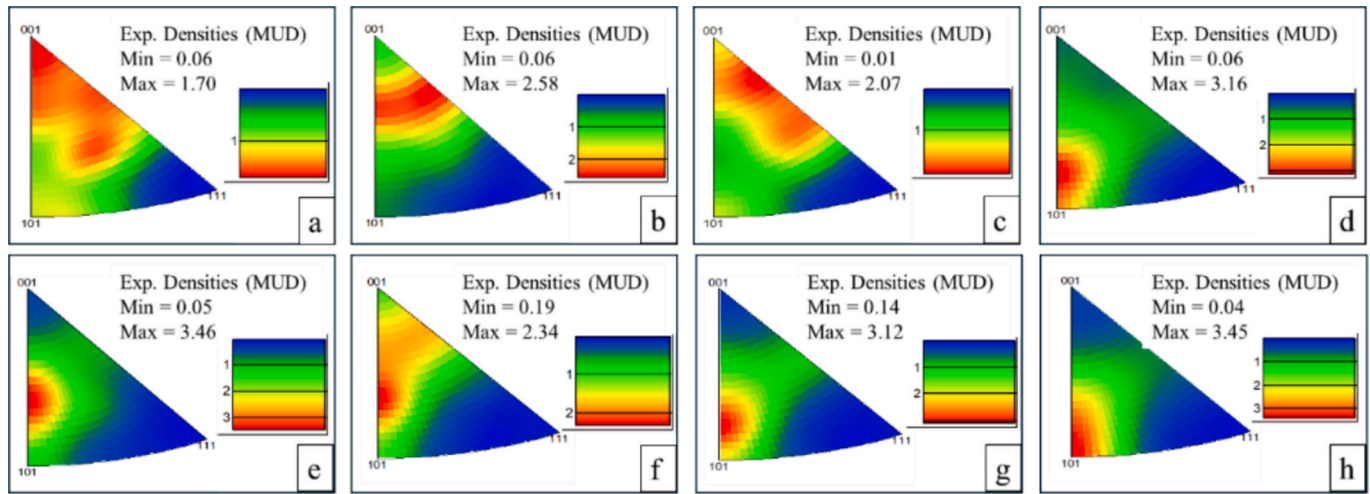 001
Exp. Densities (MUD)
Min = 0.06
Max = 1.70
1
111
101
a
001
Exp. Densities (MUD)
Min = 0.06
Max = 2.58
1
2
111
101
b
001
Exp. Densities (MUD)
Min = 0.01
Max = 2.07
1
111
101
c
001
Exp. Densities (MUD)
Min = 0.06
Max = 3.16
1
2
111
101
d
001
Exp. Densities (MUD)
Min = 0.05
Max = 3.46
1
2
3
111
101
e
001
Exp. Densities (MUD)
Min = 0.19
Max = 2.34
1
2
111
101
f
001
Exp. Densities (MUD)
Min = 0.14
Max = 3.12
1
2
111
101
g
001
Exp. Densities (MUD)
Min = 0.04
Max = 3.45
1
2
3
111
101
h